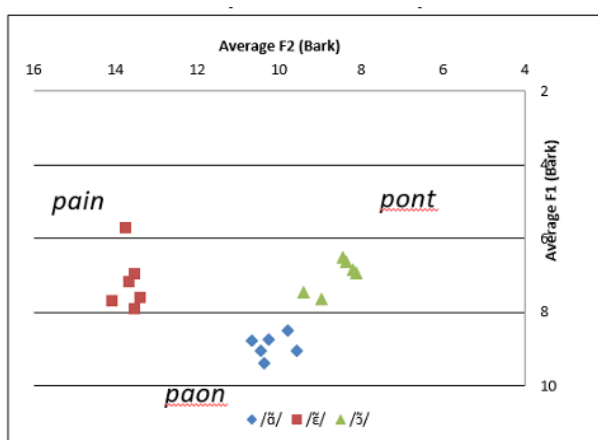 Average F2 (Bark)
16 14 12 10 8 6 4
2
4
6
8
10
Average F1 (Bark)
pain
pont
paon
/ɑ̃/ /ɛ̃/ /ɔ̃/